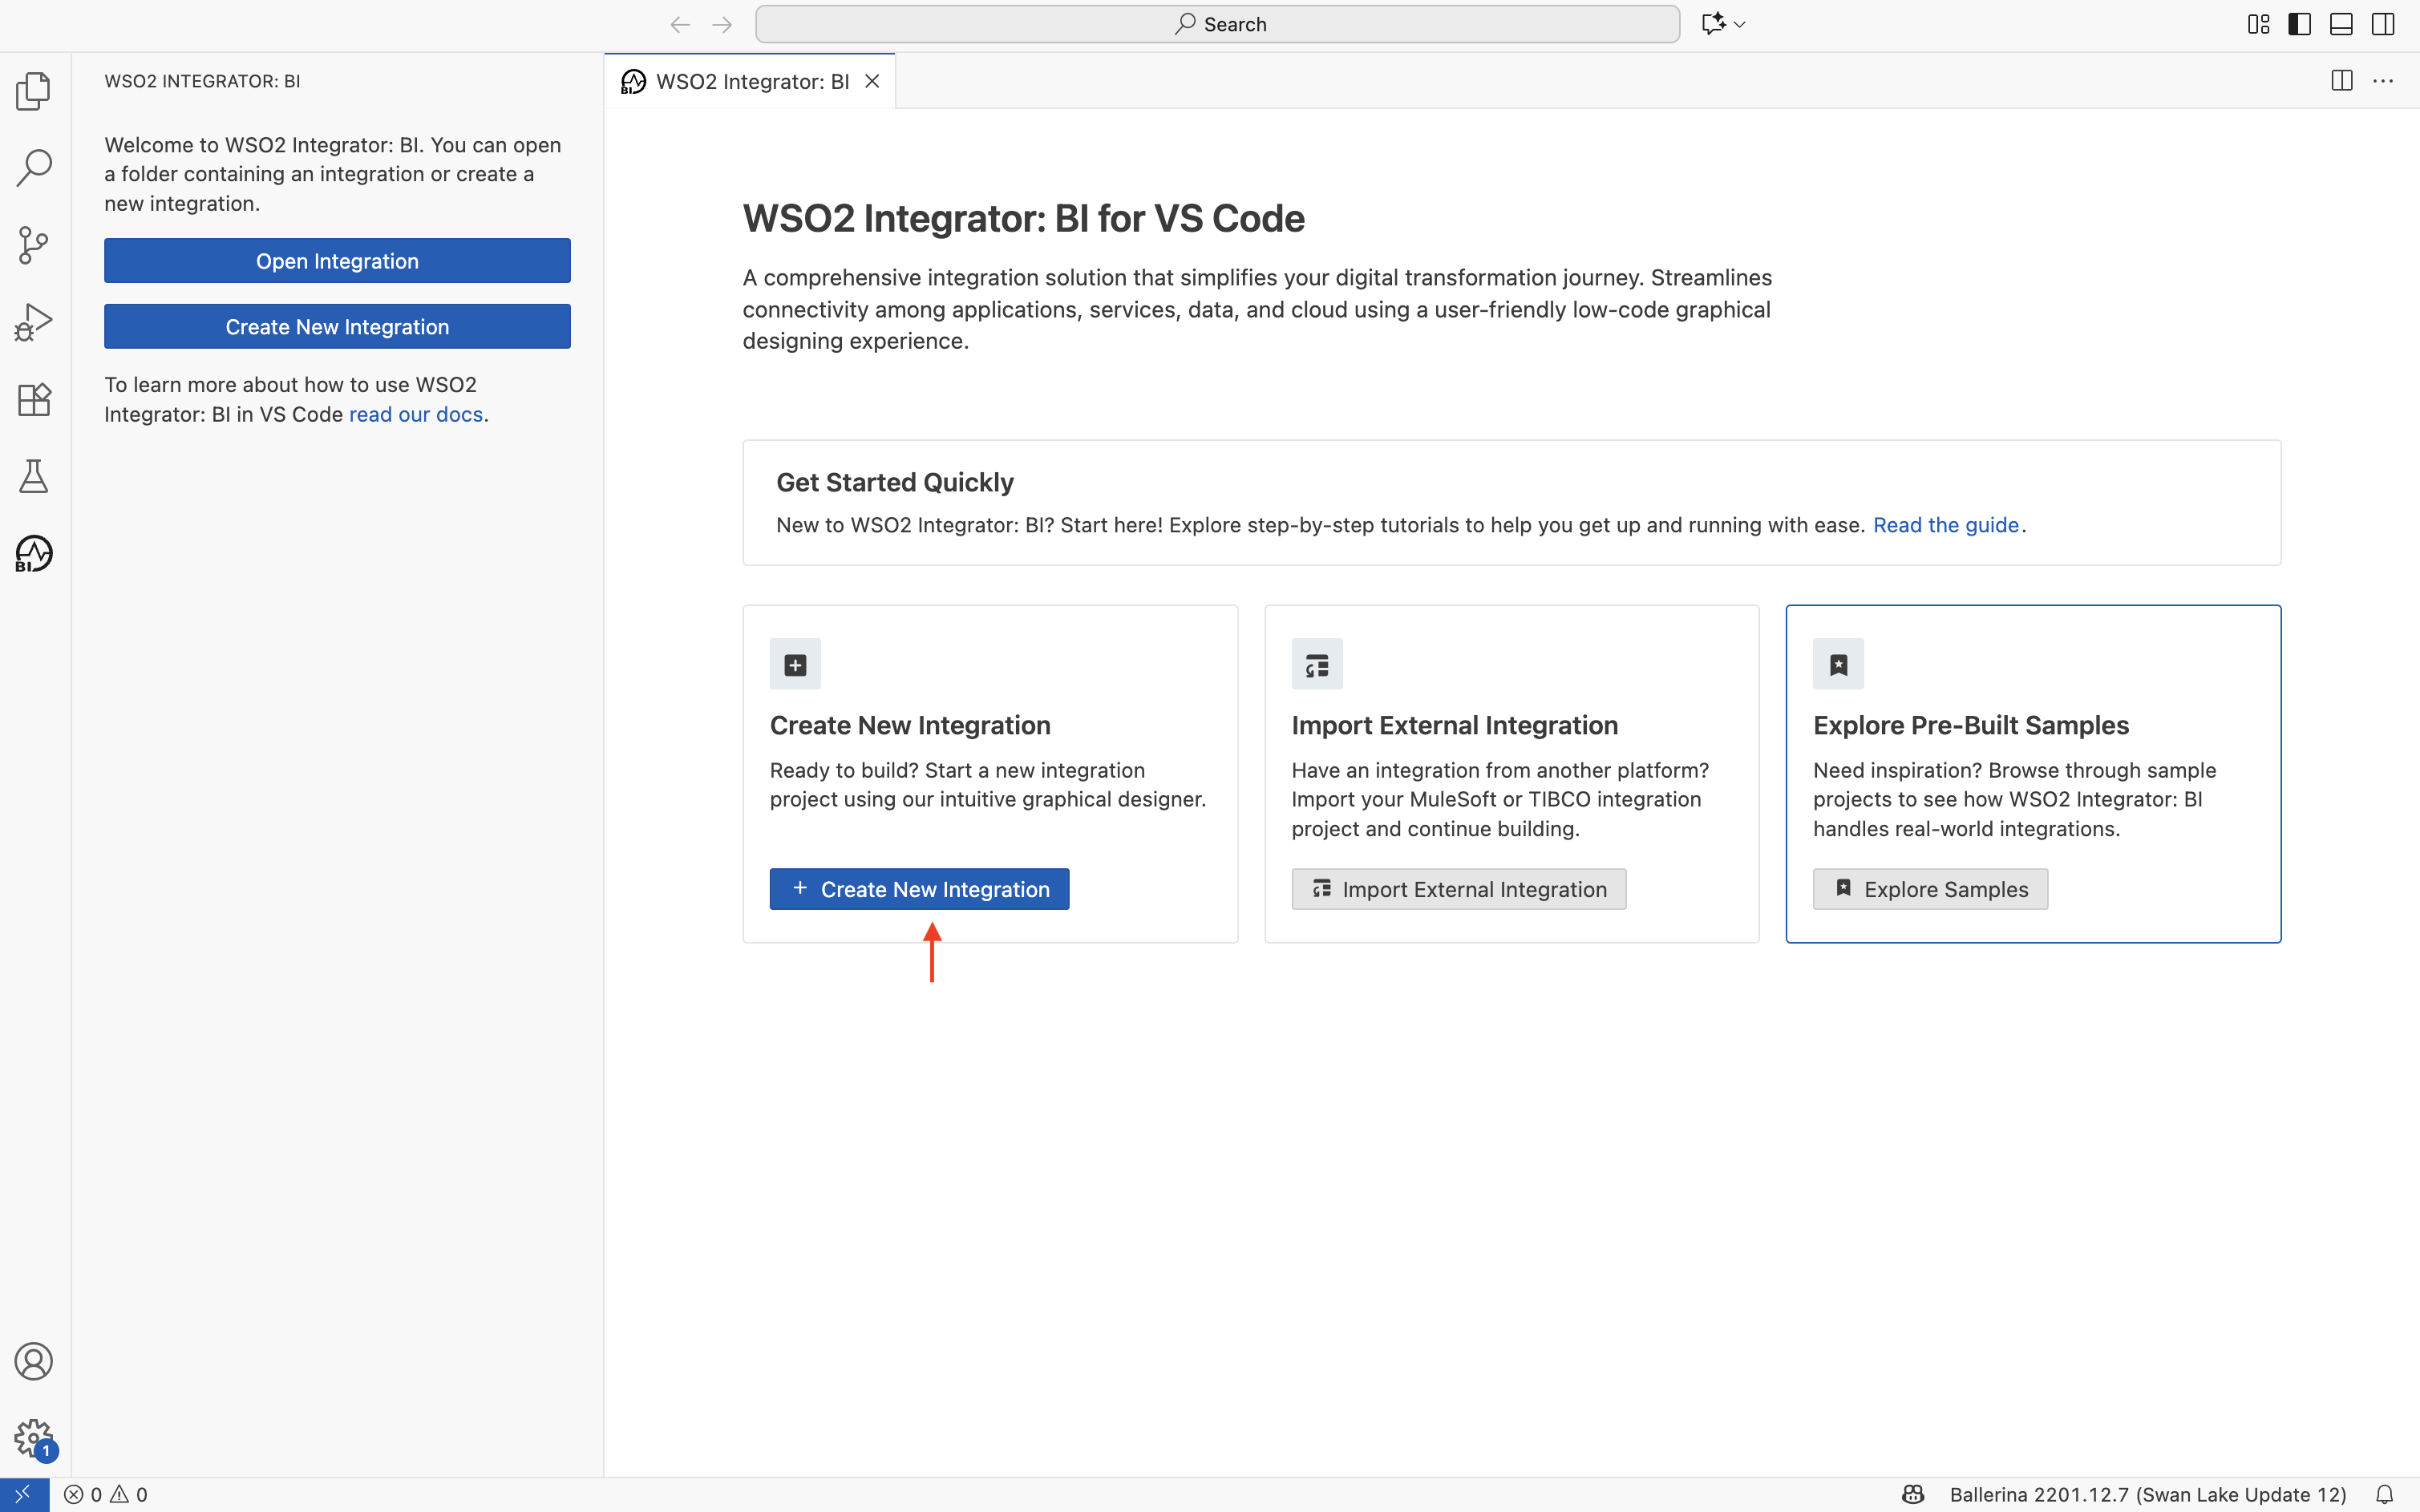 Search
WSO2 INTEGRATOR: BI
Welcome to WSO2 Integrator: BI. You can open
a folder containing an integration or create a
new integration.
Open Integration
Create New Integration
To learn more about how to use WSO2
Integrator: BI in VS Code read our docs.
BI
1
BI WSO2 Integrator: BI
WSO2 Integrator: BI for VS Code
A comprehensive integration solution that simplifies your digital transformation journey. Streamlines
connectivity among applications, services, data, and cloud using a user-friendly low-code graphical
designing experience.
Get Started Quickly
New to WSO2 Integrator: BI? Start here! Explore step-by-step tutorials to help you get up and running with ease. Read the guide.
Create New Integration
Ready to build? Start a new integration
project using our intuitive graphical designer.
+ Create New Integration
Import External Integration
Have an integration from another platform?
Import your MuleSoft or TIBCO integration
project and continue building.
Import External Integration
Explore Pre-Built Samples
Need inspiration? Browse through sample
projects to see how WSO2 Integrator: BI
handles real-world integrations.
Explore Samples
0 0
Ballerina 2201.12.7 (Swan Lake Update 12)